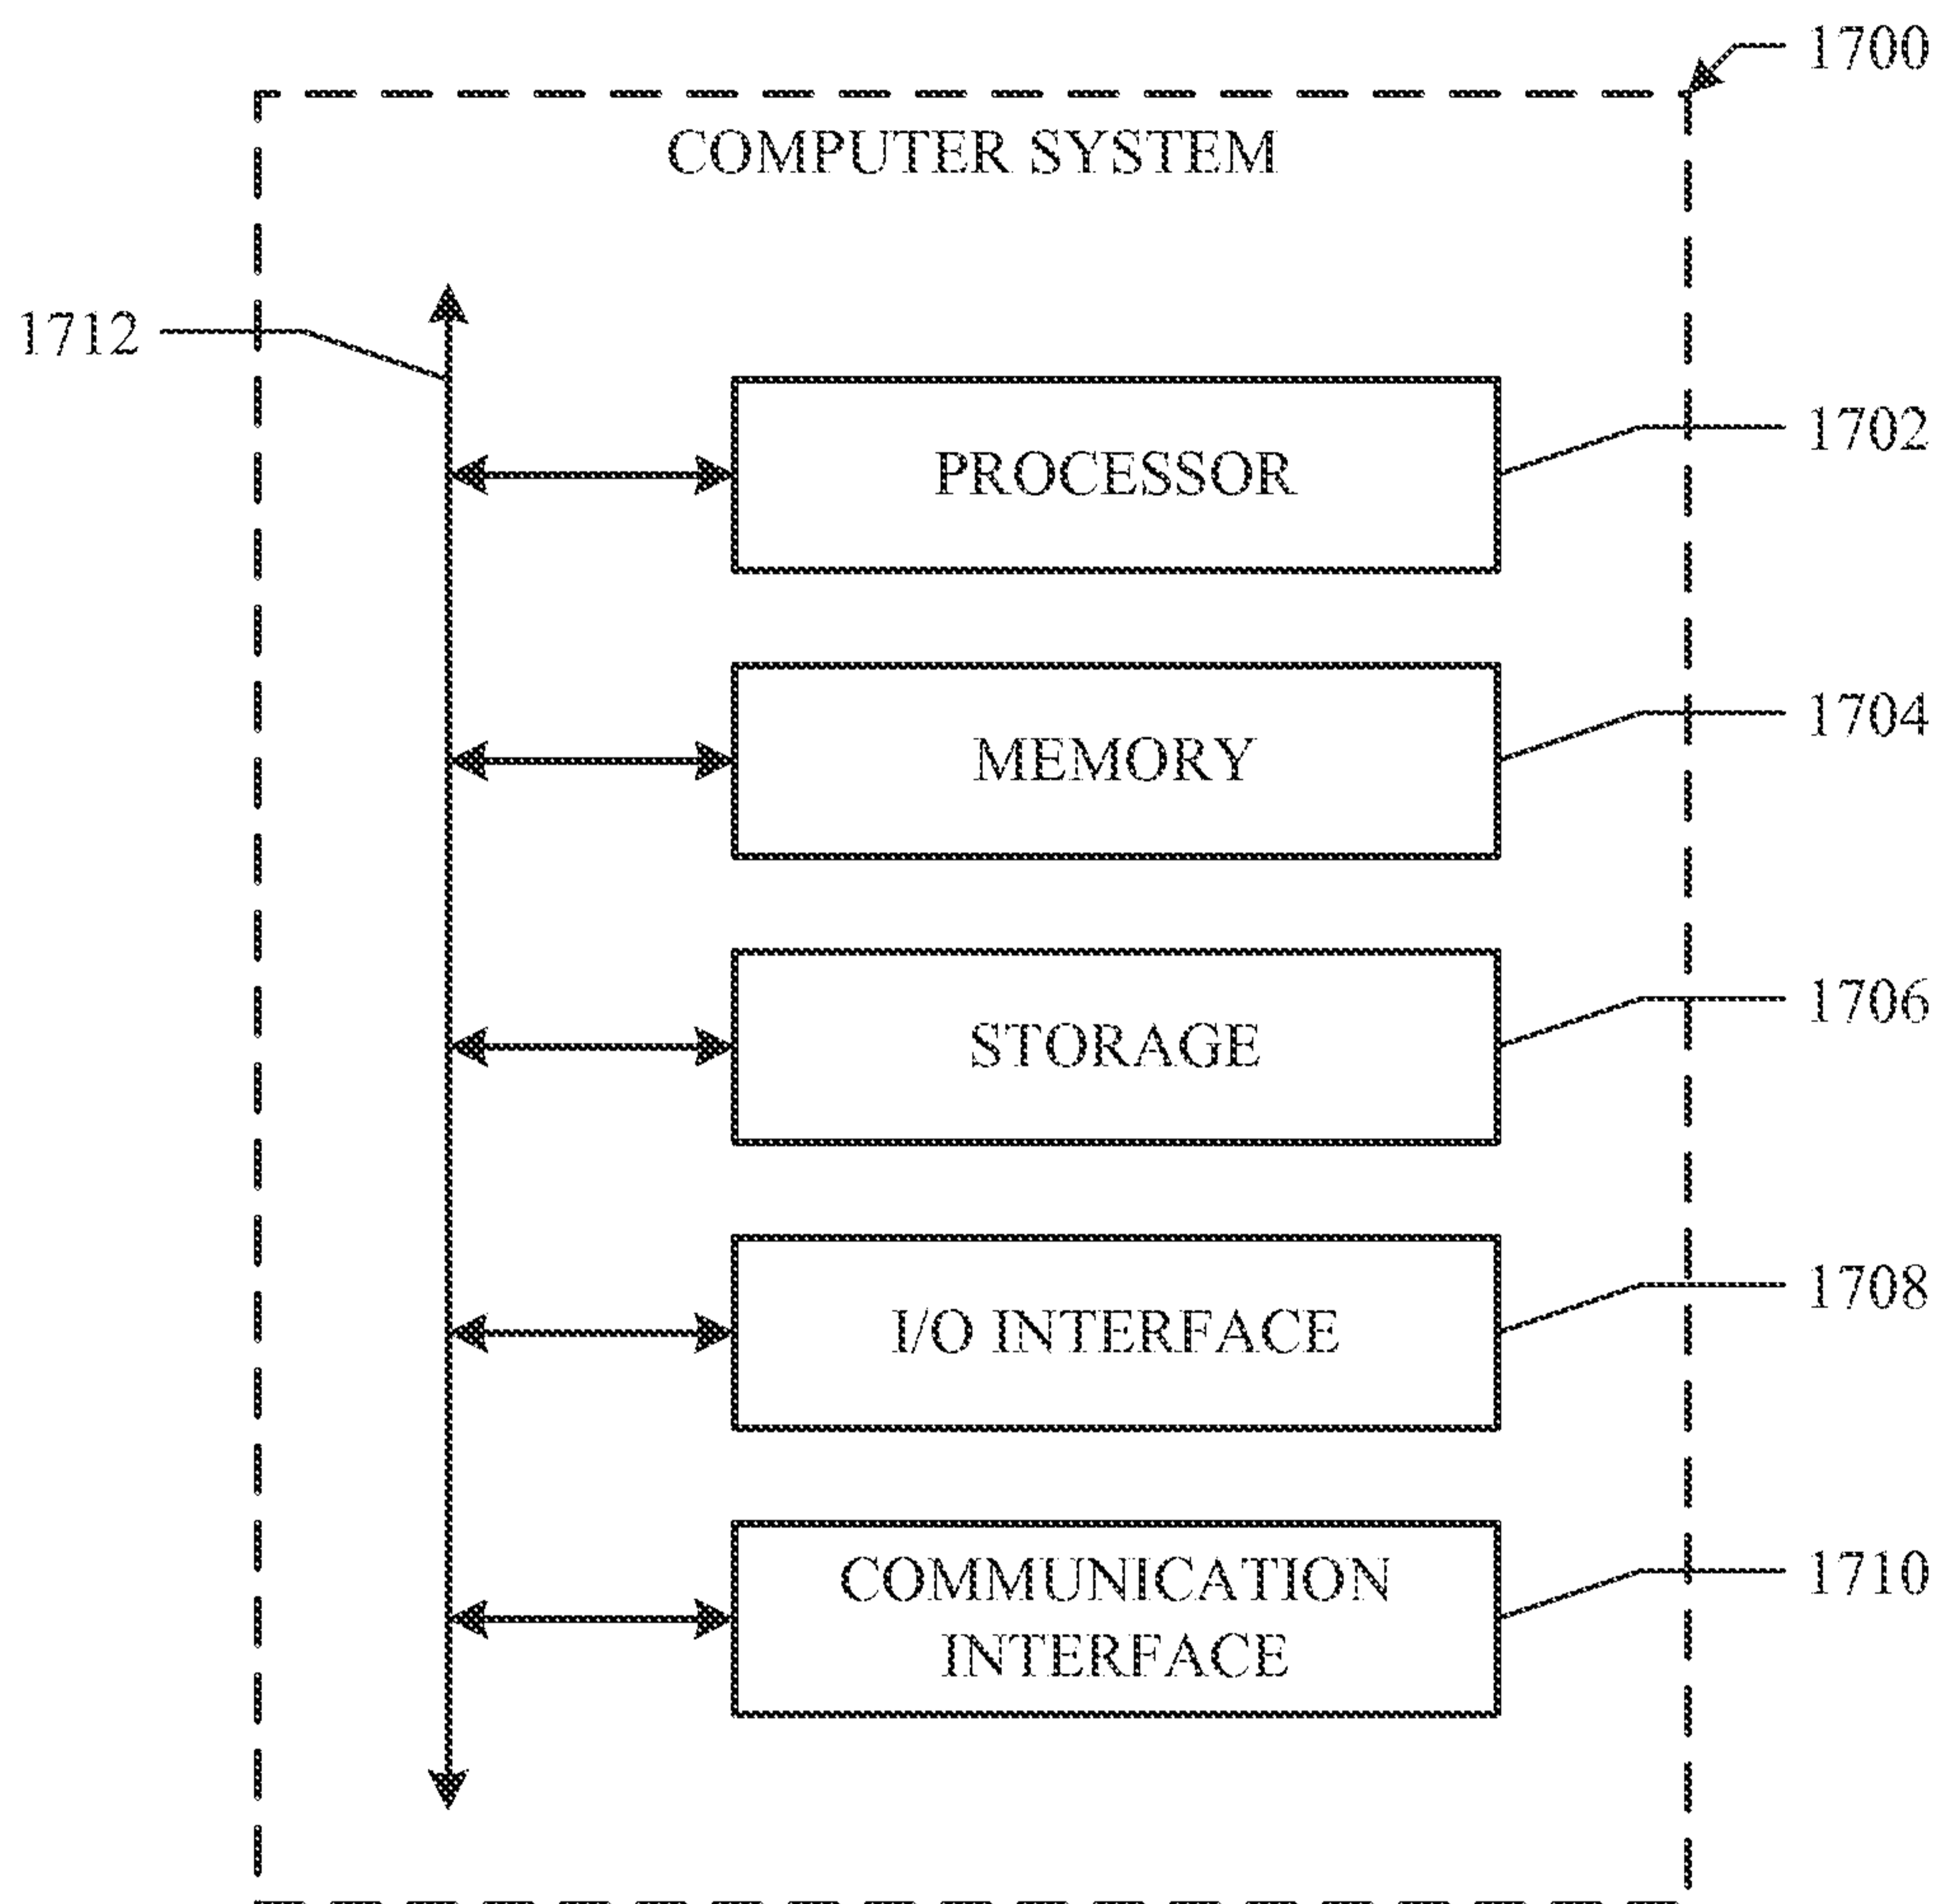 1700
COMPUTER SYSTEM
1712
PROCESSOR
1702
MEMORY
1704
STORAGE
1706
I/O INTERFACE
1708
COMMUNICATION
INTERFACE
1710